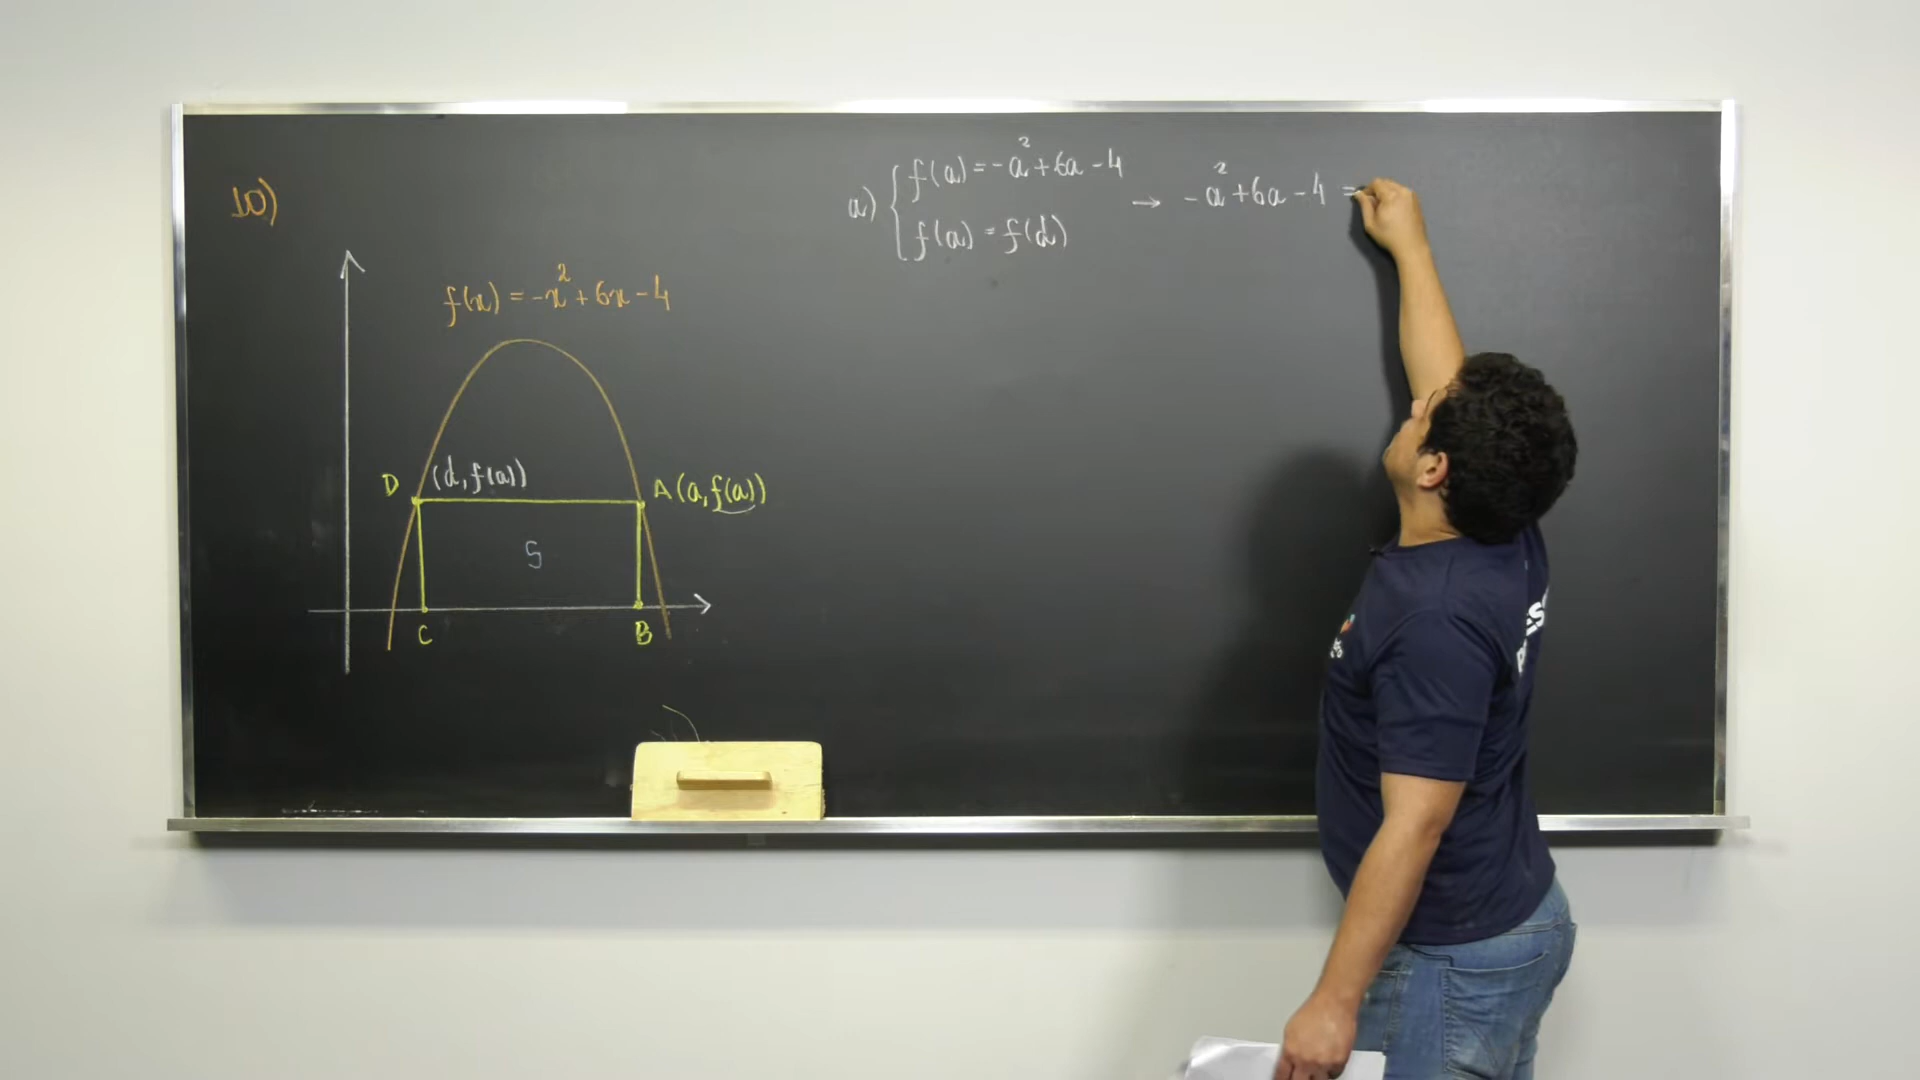 10)
f(x) = -x² + 6x - 4
D (d, f(a))
A (a, f(a))
S
C
B
a) { f(a) = -a² + 6a - 4
f(a) = f(d)
→ -a² + 6a - 4 =